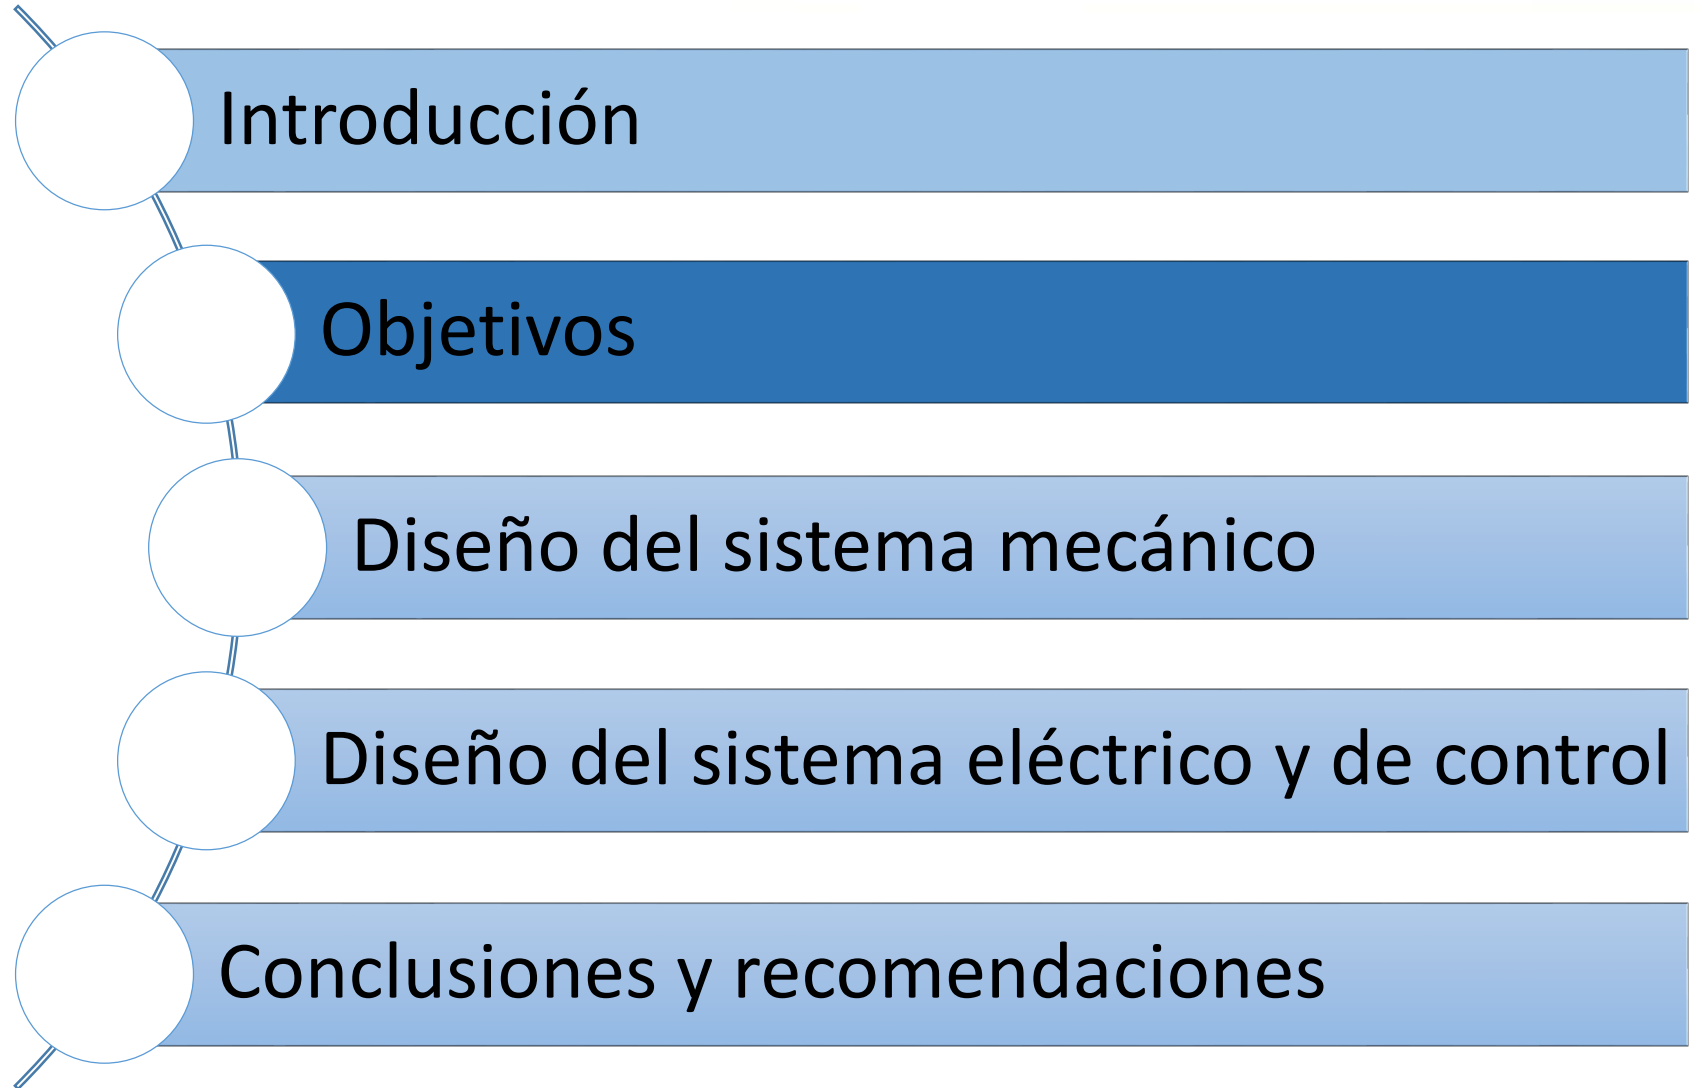 Introducción
Objetivos
Diseño del sistema mecánico
Diseño del sistema eléctrico y de control
Conclusiones y recomendaciones